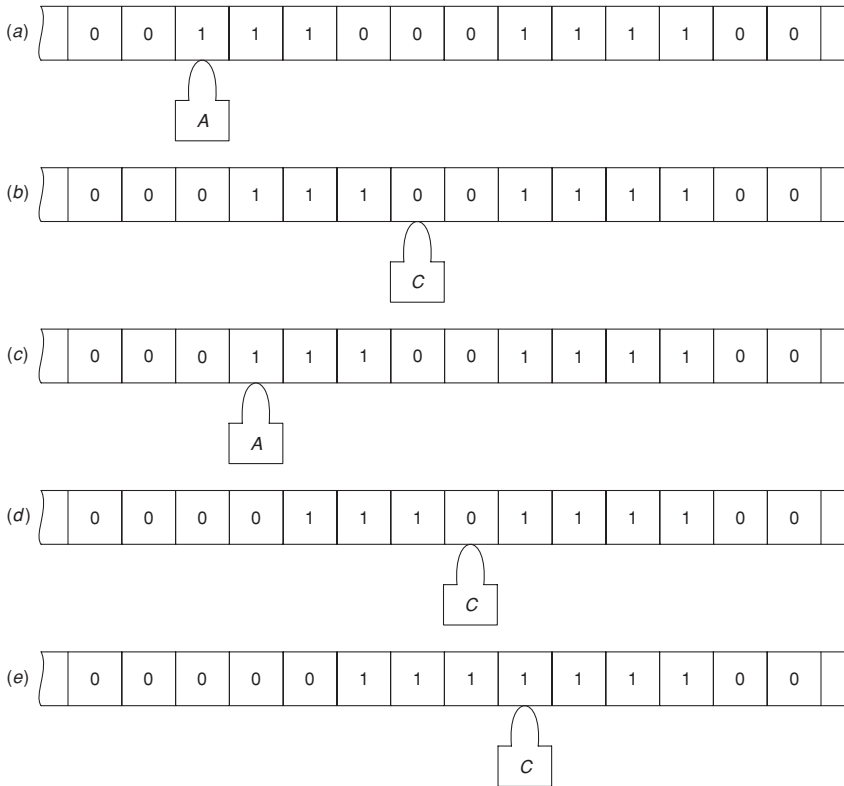 (a) 0 0 1 1 1 0 0 0 1 1 1 1 0 0
A
(b) 0 0 0 1 1 1 0 0 1 1 1 1 0 0
C
(c) 0 0 0 1 1 1 0 0 1 1 1 1 0 0
A
(d) 0 0 0 0 1 1 1 0 1 1 1 1 0 0
C
(e) 0 0 0 0 0 1 1 1 1 1 1 1 0 0
C